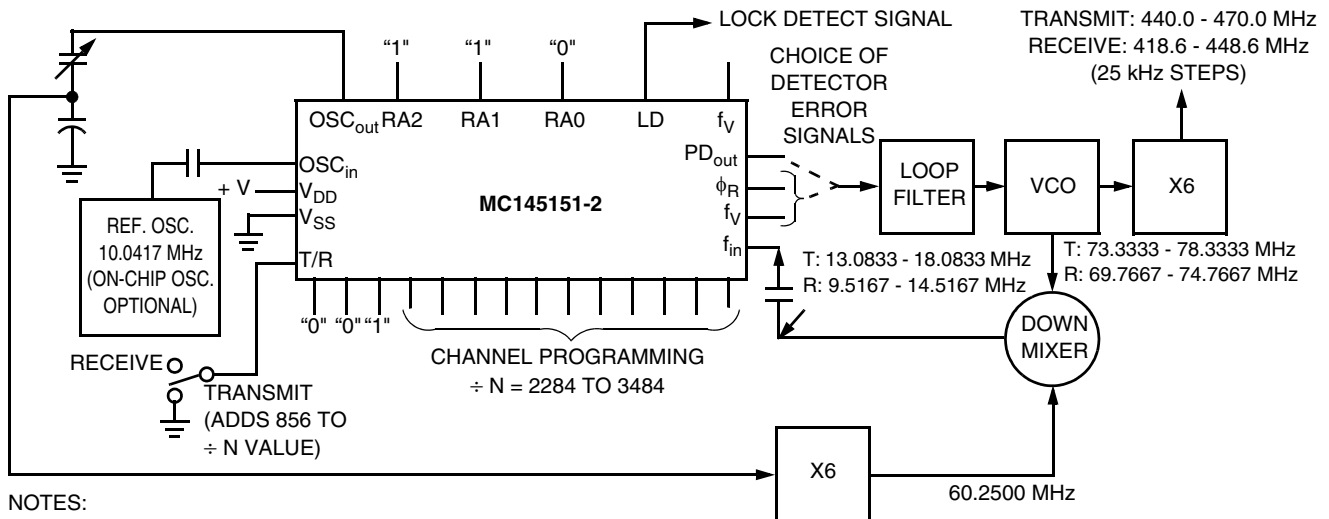 LOCK DETECT SIGNAL
TRANSMIT: 440.0 - 470.0 MHz
RECEIVE: 418.6 - 448.6 MHz
(25 kHz STEPS)
“1" “1" “0"
CHOICE OF
DETECTOR
ERROR
SIGNALS
OSCout RA2 RA1 RA0 LD fV
PDout
OSCin
ϕR
+ V
VDD
VSS
fV
MC145151-2
fin
T/R
LOOP
FILTER
VCO
X6
REF. OSC.
10.0417 MHz
(ON-CHIP OSC.
OPTIONAL)
T: 13.0833 - 18.0833 MHz
R: 9.5167 - 14.5167 MHz
T: 73.3333 - 78.3333 MHz
R: 69.7667 - 74.7667 MHz
“0" “0" “1"
DOWN
MIXER
CHANNEL PROGRAMMING
÷ N = 2284 TO 3484
RECEIVE
TRANSMIT
(ADDS 856 TO
÷ N VALUE)
X6
60.2500 MHz
NOTES: